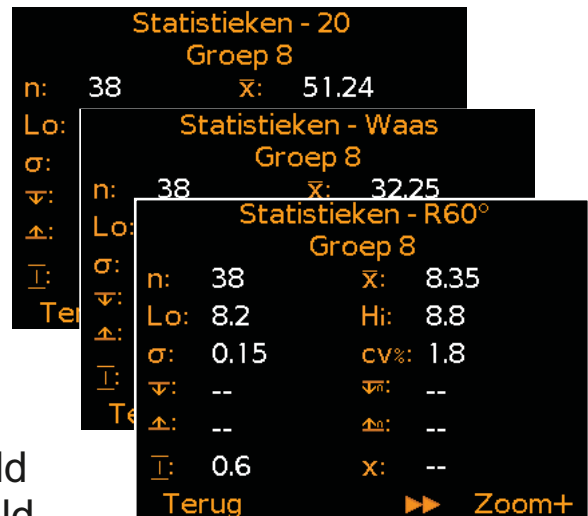 Statistieken - 20
Groep 8
n: 38 x̅: 51.24
Lo:
σ:
↧:
↥:
Statistieken - Waas
Groep 8
n: 38 x̅: 32.25
Lo:
σ:
↧:
↥:
Statistieken - R60°
Groep 8
n: 38 x̅: 8.35
Lo: 8.2 Hi: 8.8
σ: 0.15 cv%: 1.8
↧: -- ↧n: --
↥: -- ↥n: --
⌶: 0.6 x: --
Terug ▶▶ Zoom+